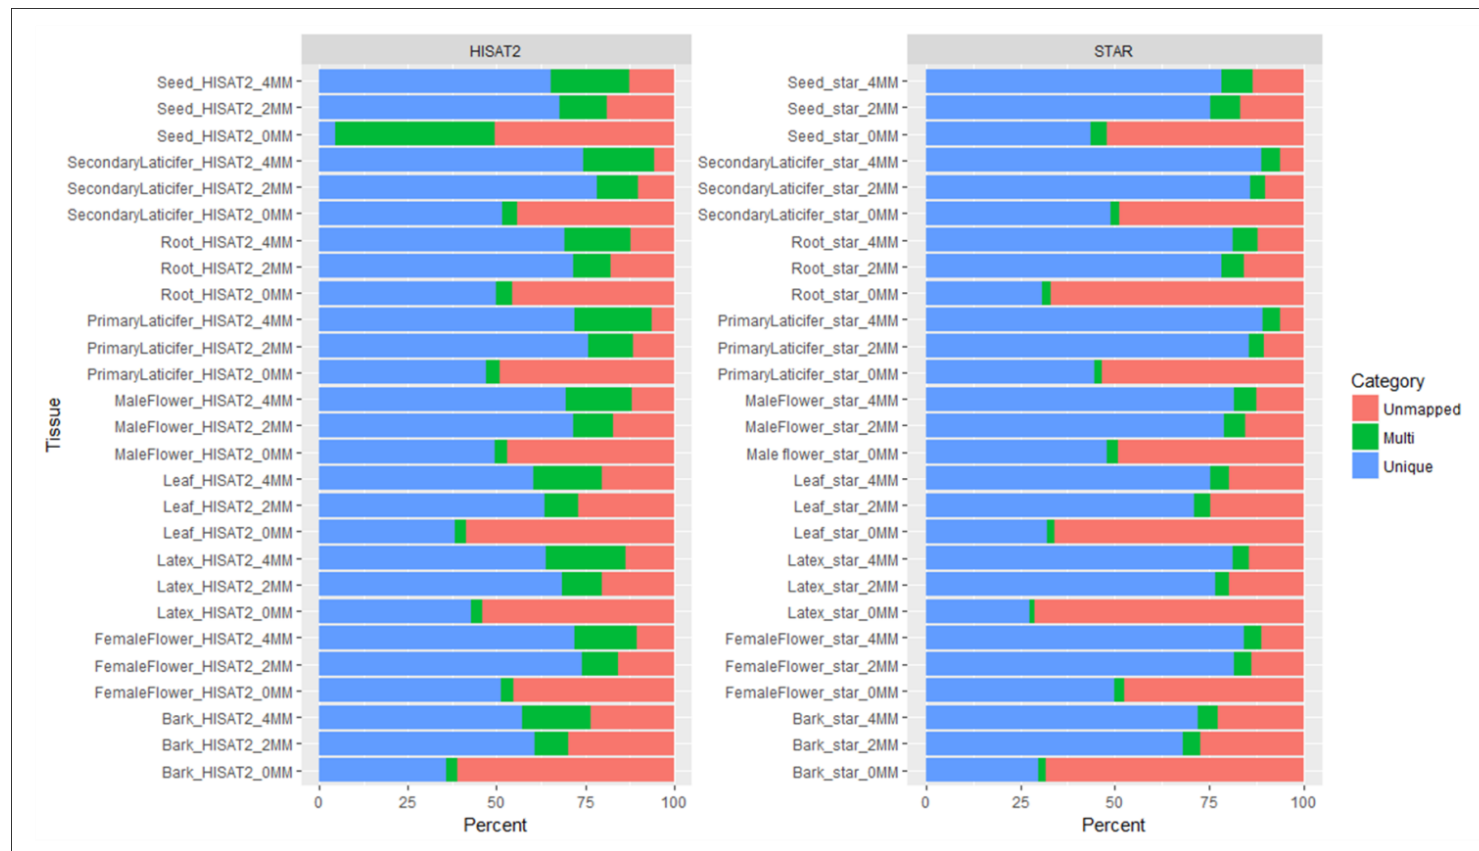 HISAT2
Seed_HISAT2_4MM
Seed_HISAT2_2MM
Seed_HISAT2_0MM
SecondaryLaticifer_HISAT2_4MM
SecondaryLaticifer_HISAT2_2MM
SecondaryLaticifer_HISAT2_0MM
Root_HISAT2_4MM
Root_HISAT2_2MM
Root_HISAT2_0MM
PrimaryLaticifer_HISAT2_4MM
PrimaryLaticifer_HISAT2_2MM
PrimaryLaticifer_HISAT2_0MM
MaleFlower_HISAT2_4MM
MaleFlower_HISAT2_2MM
MaleFlower_HISAT2_0MM
Leaf_HISAT2_4MM
Leaf_HISAT2_2MM
Leaf_HISAT2_0MM
Latex_HISAT2_4MM
Latex_HISAT2_2MM
Latex_HISAT2_0MM
FemaleFlower_HISAT2_4MM
FemaleFlower_HISAT2_2MM
FemaleFlower_HISAT2_0MM
Bark_HISAT2_4MM
Bark_HISAT2_2MM
Bark_HISAT2_0MM
Tissue
0 25 50 75 100
Percent
STAR
Seed_star_4MM
Seed_star_2MM
Seed_star_0MM
SecondaryLaticifer_star_4MM
SecondaryLaticifer_star_2MM
SecondaryLaticifer_star_0MM
Root_star_4MM
Root_star_2MM
Root_star_0MM
PrimaryLaticifer_star_4MM
PrimaryLaticifer_star_2MM
PrimaryLaticifer_star_0MM
MaleFlower_star_4MM
MaleFlower_star_2MM
Male flower_star_0MM
Leaf_star_4MM
Leaf_star_2MM
Leaf_star_0MM
Latex_star_4MM
Latex_star_2MM
Latex_star_0MM
FemaleFlower_star_4MM
FemaleFlower_star_2MM
FemaleFlower_star_0MM
Bark_star_4MM
Bark_star_2MM
Bark_star_0MM
0 25 50 75 100
Percent
Category
Unmapped
Multi
Unique